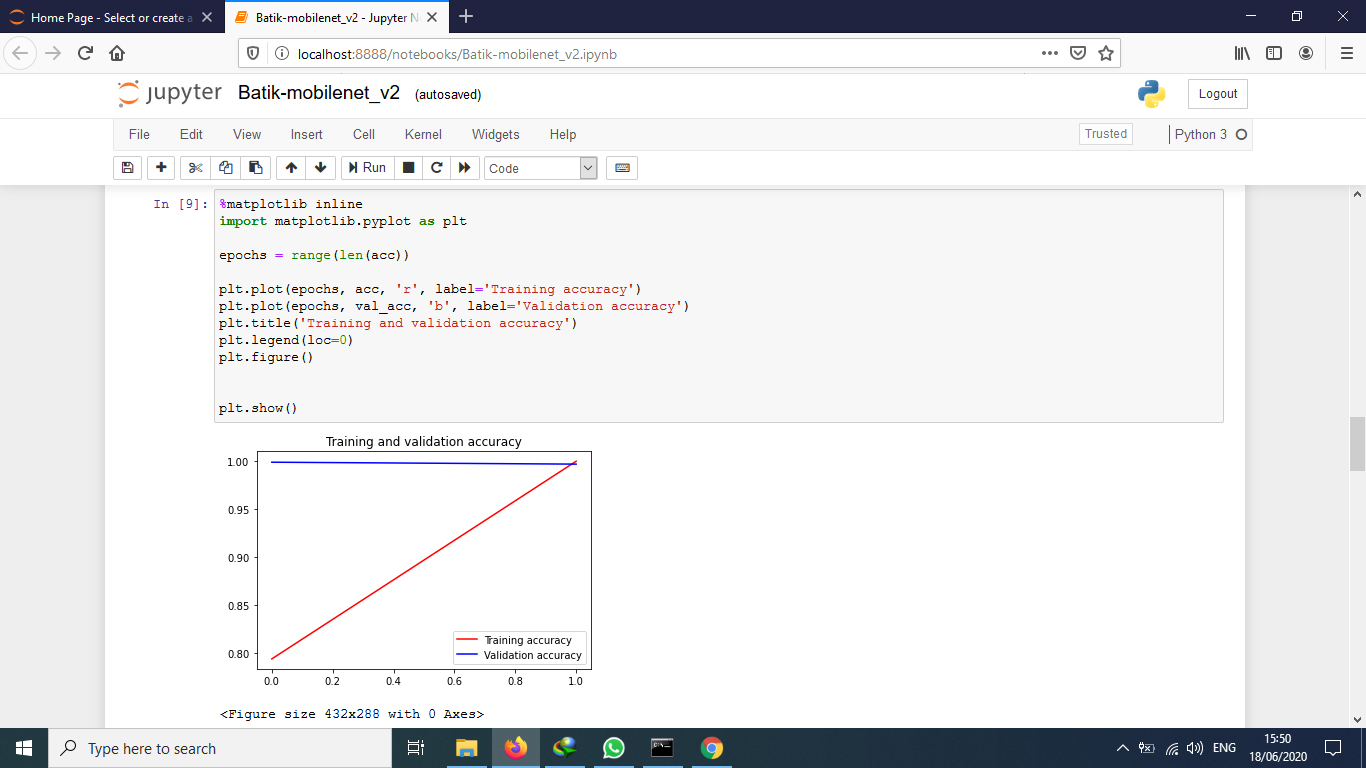 Home Page - Select or create a
Batik-mobilenet_v2 - Jupyter N
localhost:8888/notebooks/Batik-mobilenet_v2.ipynb
jupyter Batik-mobilenet_v2 (autosaved)
Logout
File Edit View Insert Cell Kernel Widgets Help
Trusted
Python 3
Run
Code
In [9]:
%matplotlib inline
import matplotlib.pyplot as plt
epochs = range(len(acc))
plt.plot(epochs, acc, 'r', label='Training accuracy')
plt.plot(epochs, val_acc, 'b', label='Validation accuracy')
plt.title('Training and validation accuracy')
plt.legend(loc=0)
plt.figure()
plt.show()
Training and validation accuracy
1.00
0.95
0.90
0.85
0.80
Training accuracy
Validation accuracy
0.0 0.2 0.4 0.6 0.8 1.0
<Figure size 432x288 with 0 Axes>
Type here to search
ENG
15:50
18/06/2020